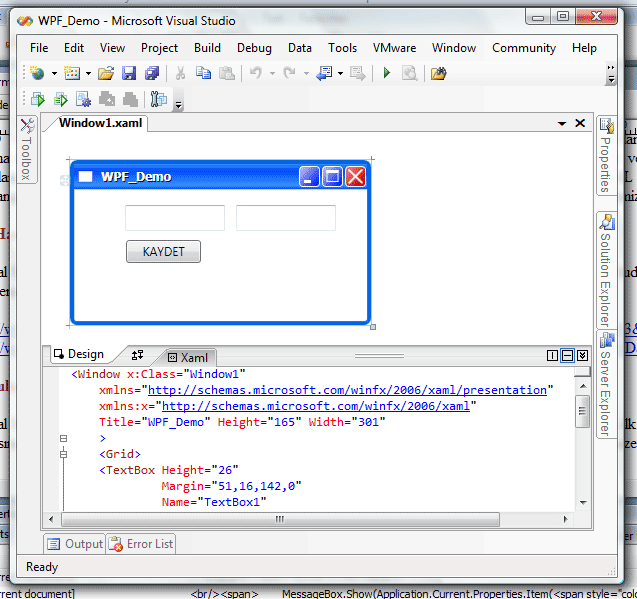 WPF_Demo - Microsoft Visual Studio
File Edit View Project Build Debug Data Tools VMware Window Community Help
Window1.xaml
Toolbox
Properties
Solution Explorer
Server Explorer
WPF_Demo
KAYDET
Design Xaml
<Window x:Class="Window1"
xmlns="http://schemas.microsoft.com/winfx/2006/xaml/presentation"
xmlns:x="http://schemas.microsoft.com/winfx/2006/xaml"
Title="WPF_Demo" Height="165" Width="301"
>
<Grid>
<TextBox Height="26"
Margin="51,16,142,0"
Name="TextBox1"
Output Error List
Ready
rrent document] <br/><span> MessageBox.Show(Application.Current.Properties.Item(<span style="colo